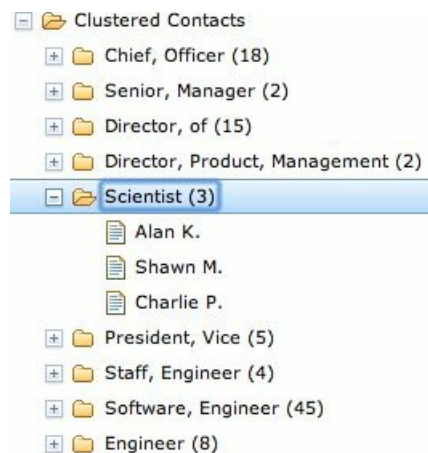 Clustered Contacts
Chief, Officer (18)
Senior, Manager (2)
Director, of (15)
Director, Product, Management (2)
Scientist (3)
Alan K.
Shawn M.
Charlie P.
President, Vice (5)
Staff, Engineer (4)
Software, Engineer (45)
Engineer (8)